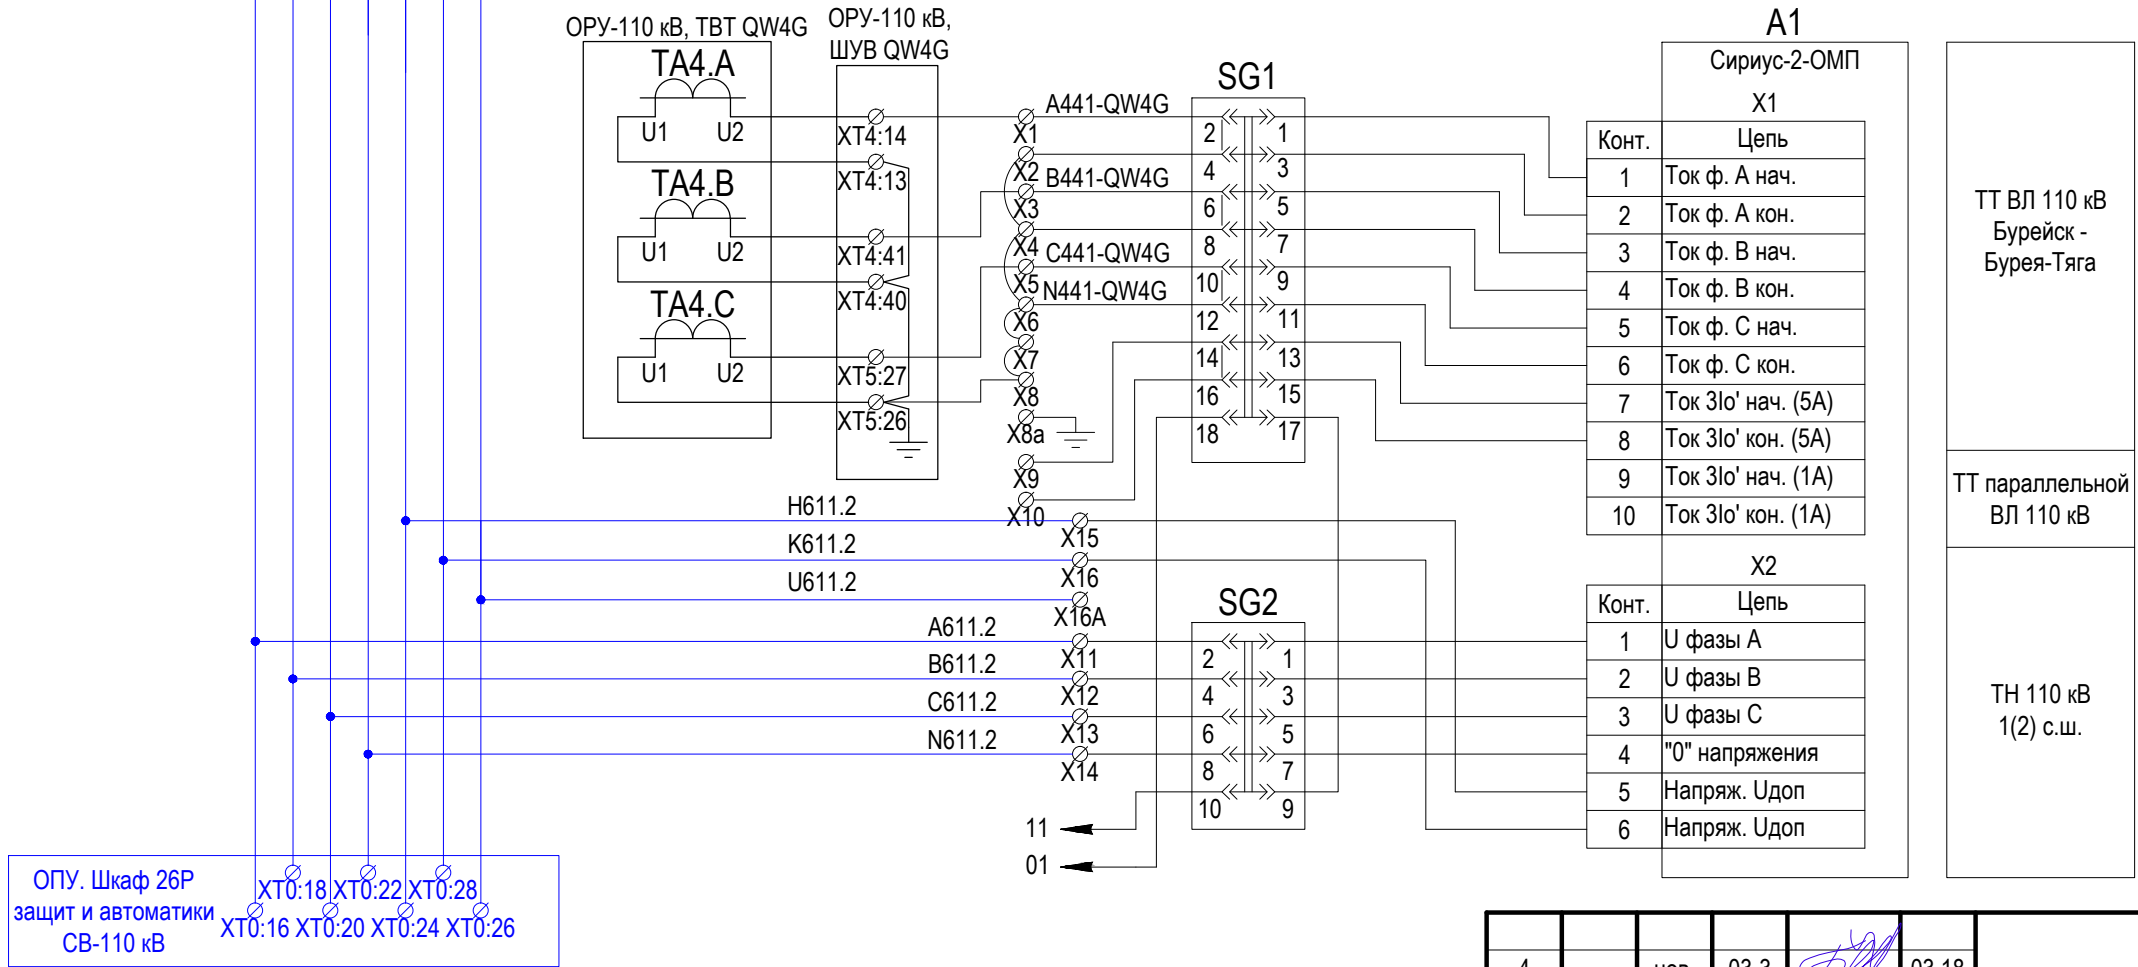 ОРУ-110 кВ, ТВТ QW4G
ОРУ-110 кВ,
ШУВ QW4G
TA4.A
U1 U2
TA4.B
U1 U2
TA4.C
U1 U2
XT4:14
XT4:13
XT4:41
XT4:40
XT5:27
XT5:26
X1
X2
X3
X4
X5
X6
X7
X8
X8a
X9
X10
A441-QW4G
B441-QW4G
C441-QW4G
N441-QW4G
SG1
2 1
4 3
6 5
8 7
10 9
12 11
14 13
16 15
18 17
A1
Сириус-2-ОМП
X1
Конт. Цепь
1 Ток ф. А нач.
2 Ток ф. А кон.
3 Ток ф. В нач.
4 Ток ф. В кон.
5 Ток ф. С нач.
6 Ток ф. С кон.
7 Ток 3Io' нач. (5А)
8 Ток 3Io' кон. (5А)
9 Ток 3Io' нач. (1А)
10 Ток 3Io' кон. (1А)
X2
Конт. Цепь
1 U фазы А
2 U фазы В
3 U фазы С
4 "0" напряжения
5 Напряж. Uдоп
6 Напряж. Uдоп
ТТ ВЛ 110 кВ
Бурейск -
Бурея-Тяга
ТТ параллельной
ВЛ 110 кВ
ТН 110 кВ
1(2) с.ш.
H611.2
K611.2
U611.2
A611.2
B611.2
C611.2
N611.2
X15
X16
X16A
X11
X12
X13
X14
SG2
2 1
4 3
6 5
8 7
10 9
11
01
ОПУ. Шкаф 26Р
защит и автоматики
СВ-110 кВ
XT0:18 XT0:22 XT0:28
XT0:16 XT0:20 XT0:24 XT0:26
4 нов. 03-3 03.18